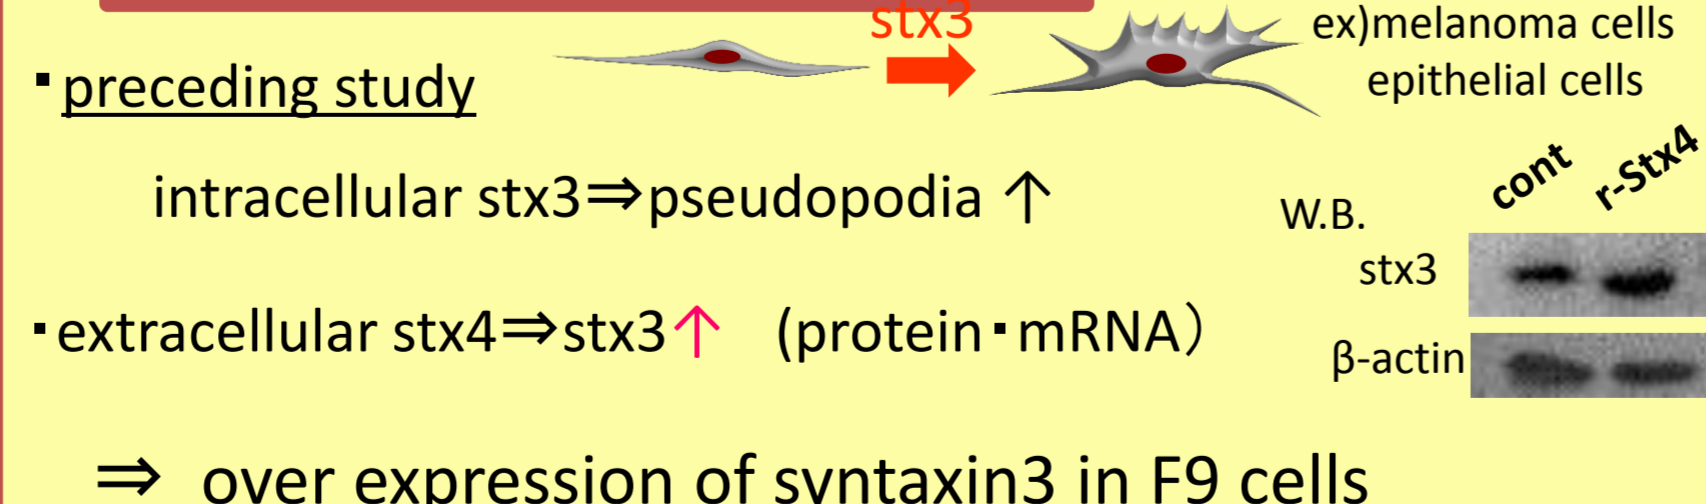 stx3
ex)melanoma cells
epithelial cells
▪preceding study
intracellular stx3⇒pseudopodia ↑
cont r-Stx4
W.B.
stx3
▪extracellular stx4⇒stx3↑ (protein▪mRNA）
β-actin
⇒ over expression of syntaxin3 in F9 cells